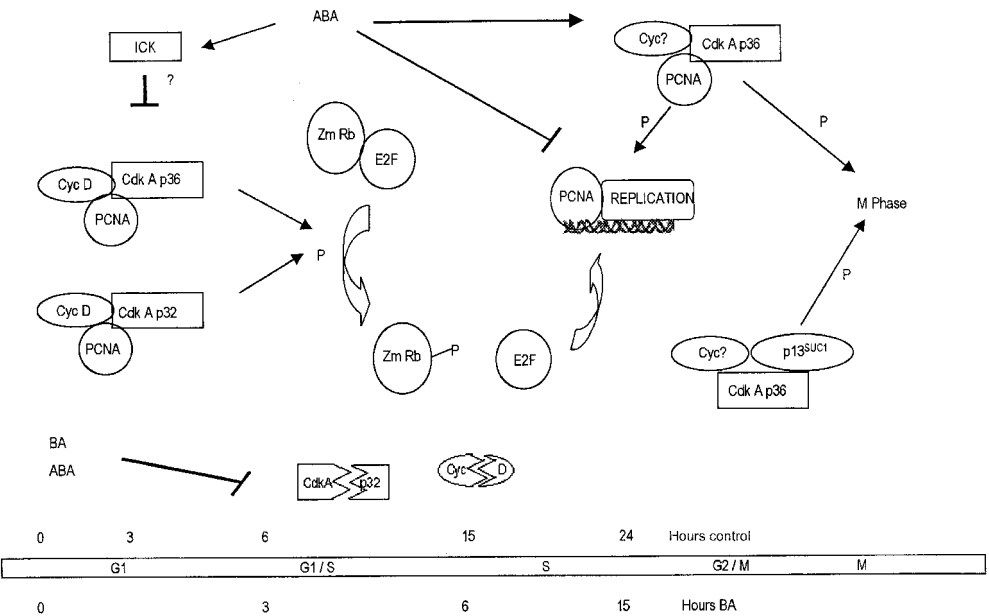 ABA
ICK
?
Cyc?
Cdk A p36
PCNA
Zm Rb
E2F
P
P
Cyc D
Cdk A p36
PCNA
PCNA
REPLICATION
M Phase
P
P
Cyc D
Cdk A p32
PCNA
Zm Rb
P
E2F
Cyc?
p13SUC1
Cdk A p36
BA
ABA
CdkA
p32
Cyc
D
0 3 6 15 24 Hours control
G1 G1 / S S G2 / M M
0 3 6 15 Hours BA